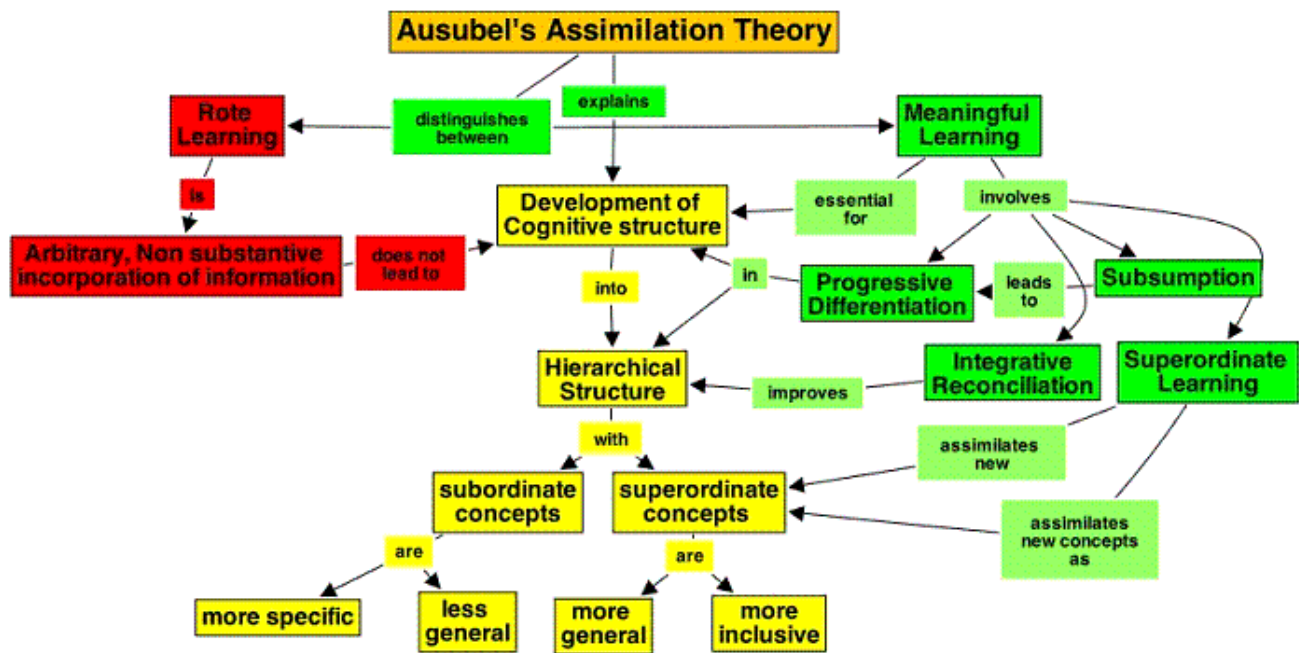 Ausubel's Assimilation Theory
Rote
Learning
distinguishes
between
explains
Meaningful
Learning
is
Development of
Cognitive structure
essential
for
involves
Arbitrary, Non substantive
incorporation of information
does not
lead to
into
in
Progressive
Differentiation
leads
to
Subsumption
Hierarchical
Structure
improves
Integrative
Reconciliation
Superordinate
Learning
with
assimilates
new
subordinate
concepts
superordinate
concepts
assimilates
new concepts
as
are
are
more specific
less
general
more
general
more
inclusive